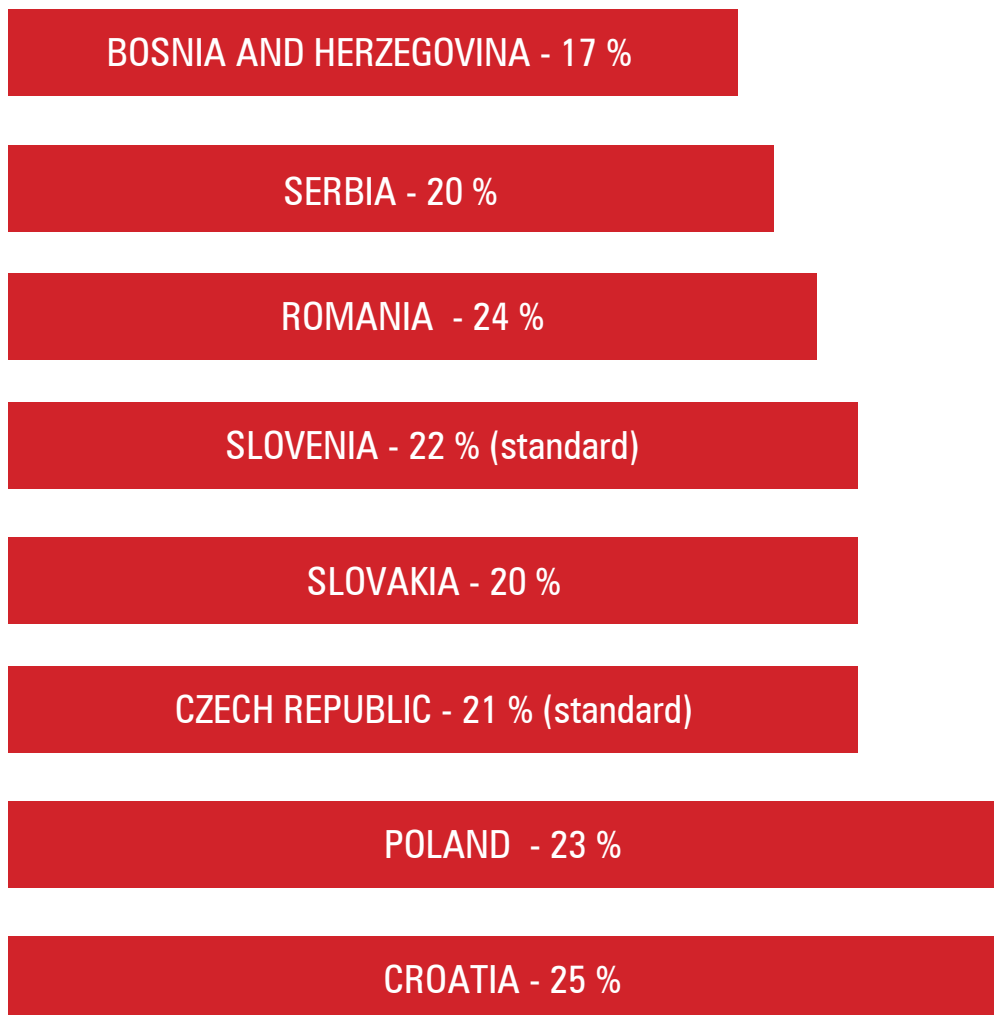 BOSNIA AND HERZEGOVINA - 17 %
SERBIA - 20 %
ROMANIA - 24 %
SLOVENIA - 22 % (standard)
SLOVAKIA - 20 %
CZECH REPUBLIC - 21 % (standard)
POLAND - 23 %
CROATIA - 25 %